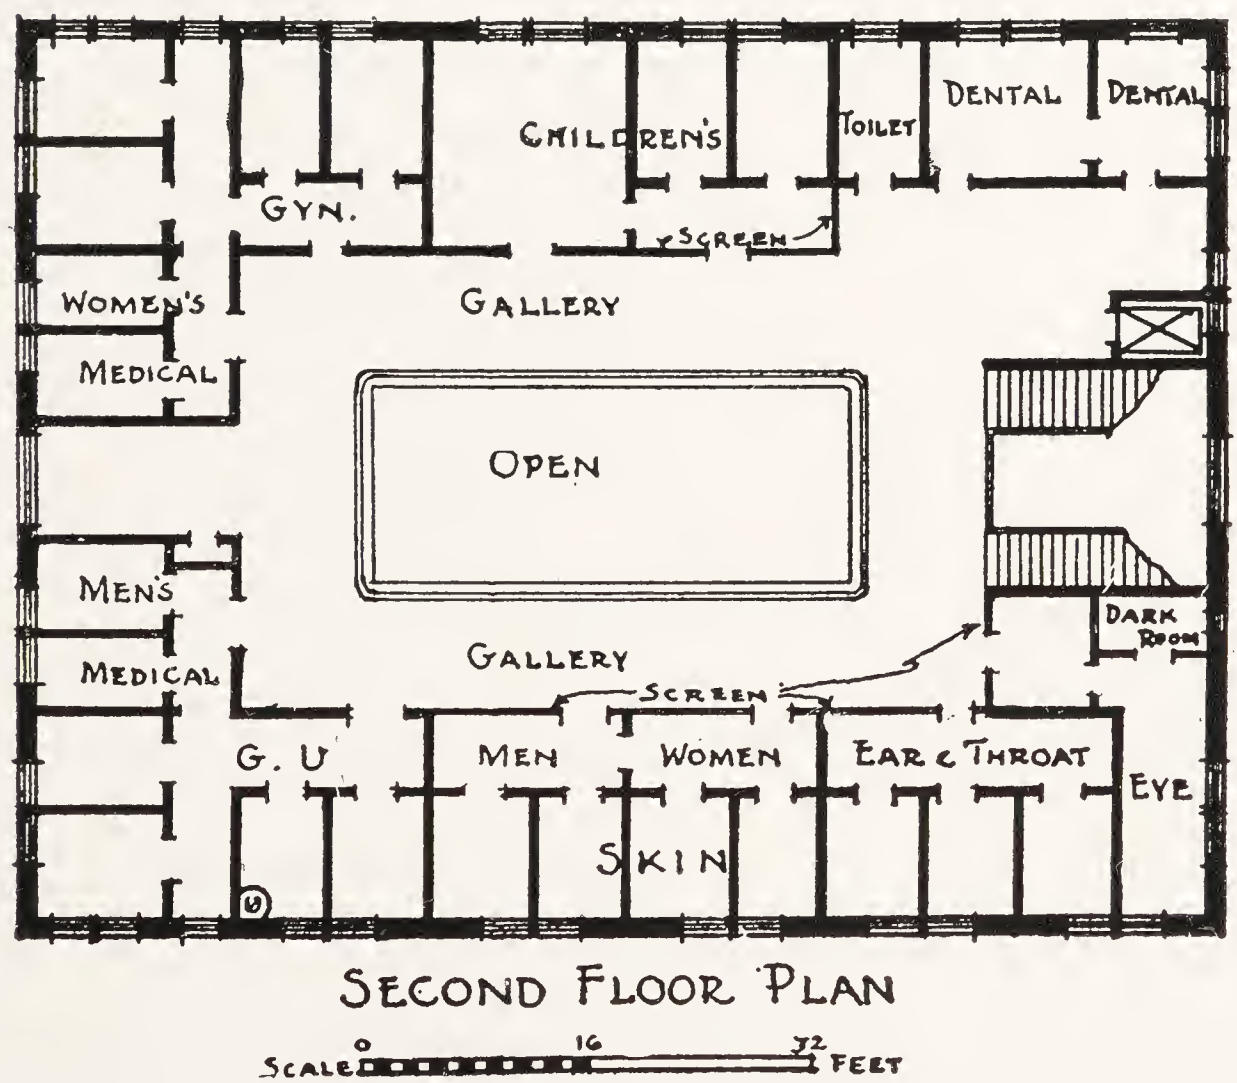 DENTAL
DENTAL
TOILET
CHILDREN'S
GYN.
SCREEN
WOMEN'S
GALLERY
MEDICAL
OPEN
MEN'S
DARK
ROOM
GALLERY
MEDICAL
SCREEN
G. U
MEN
WOMEN
EAR & THROAT
EYE
SKIN
SECOND FLOOR PLAN
0 16 32
SCALE FEET